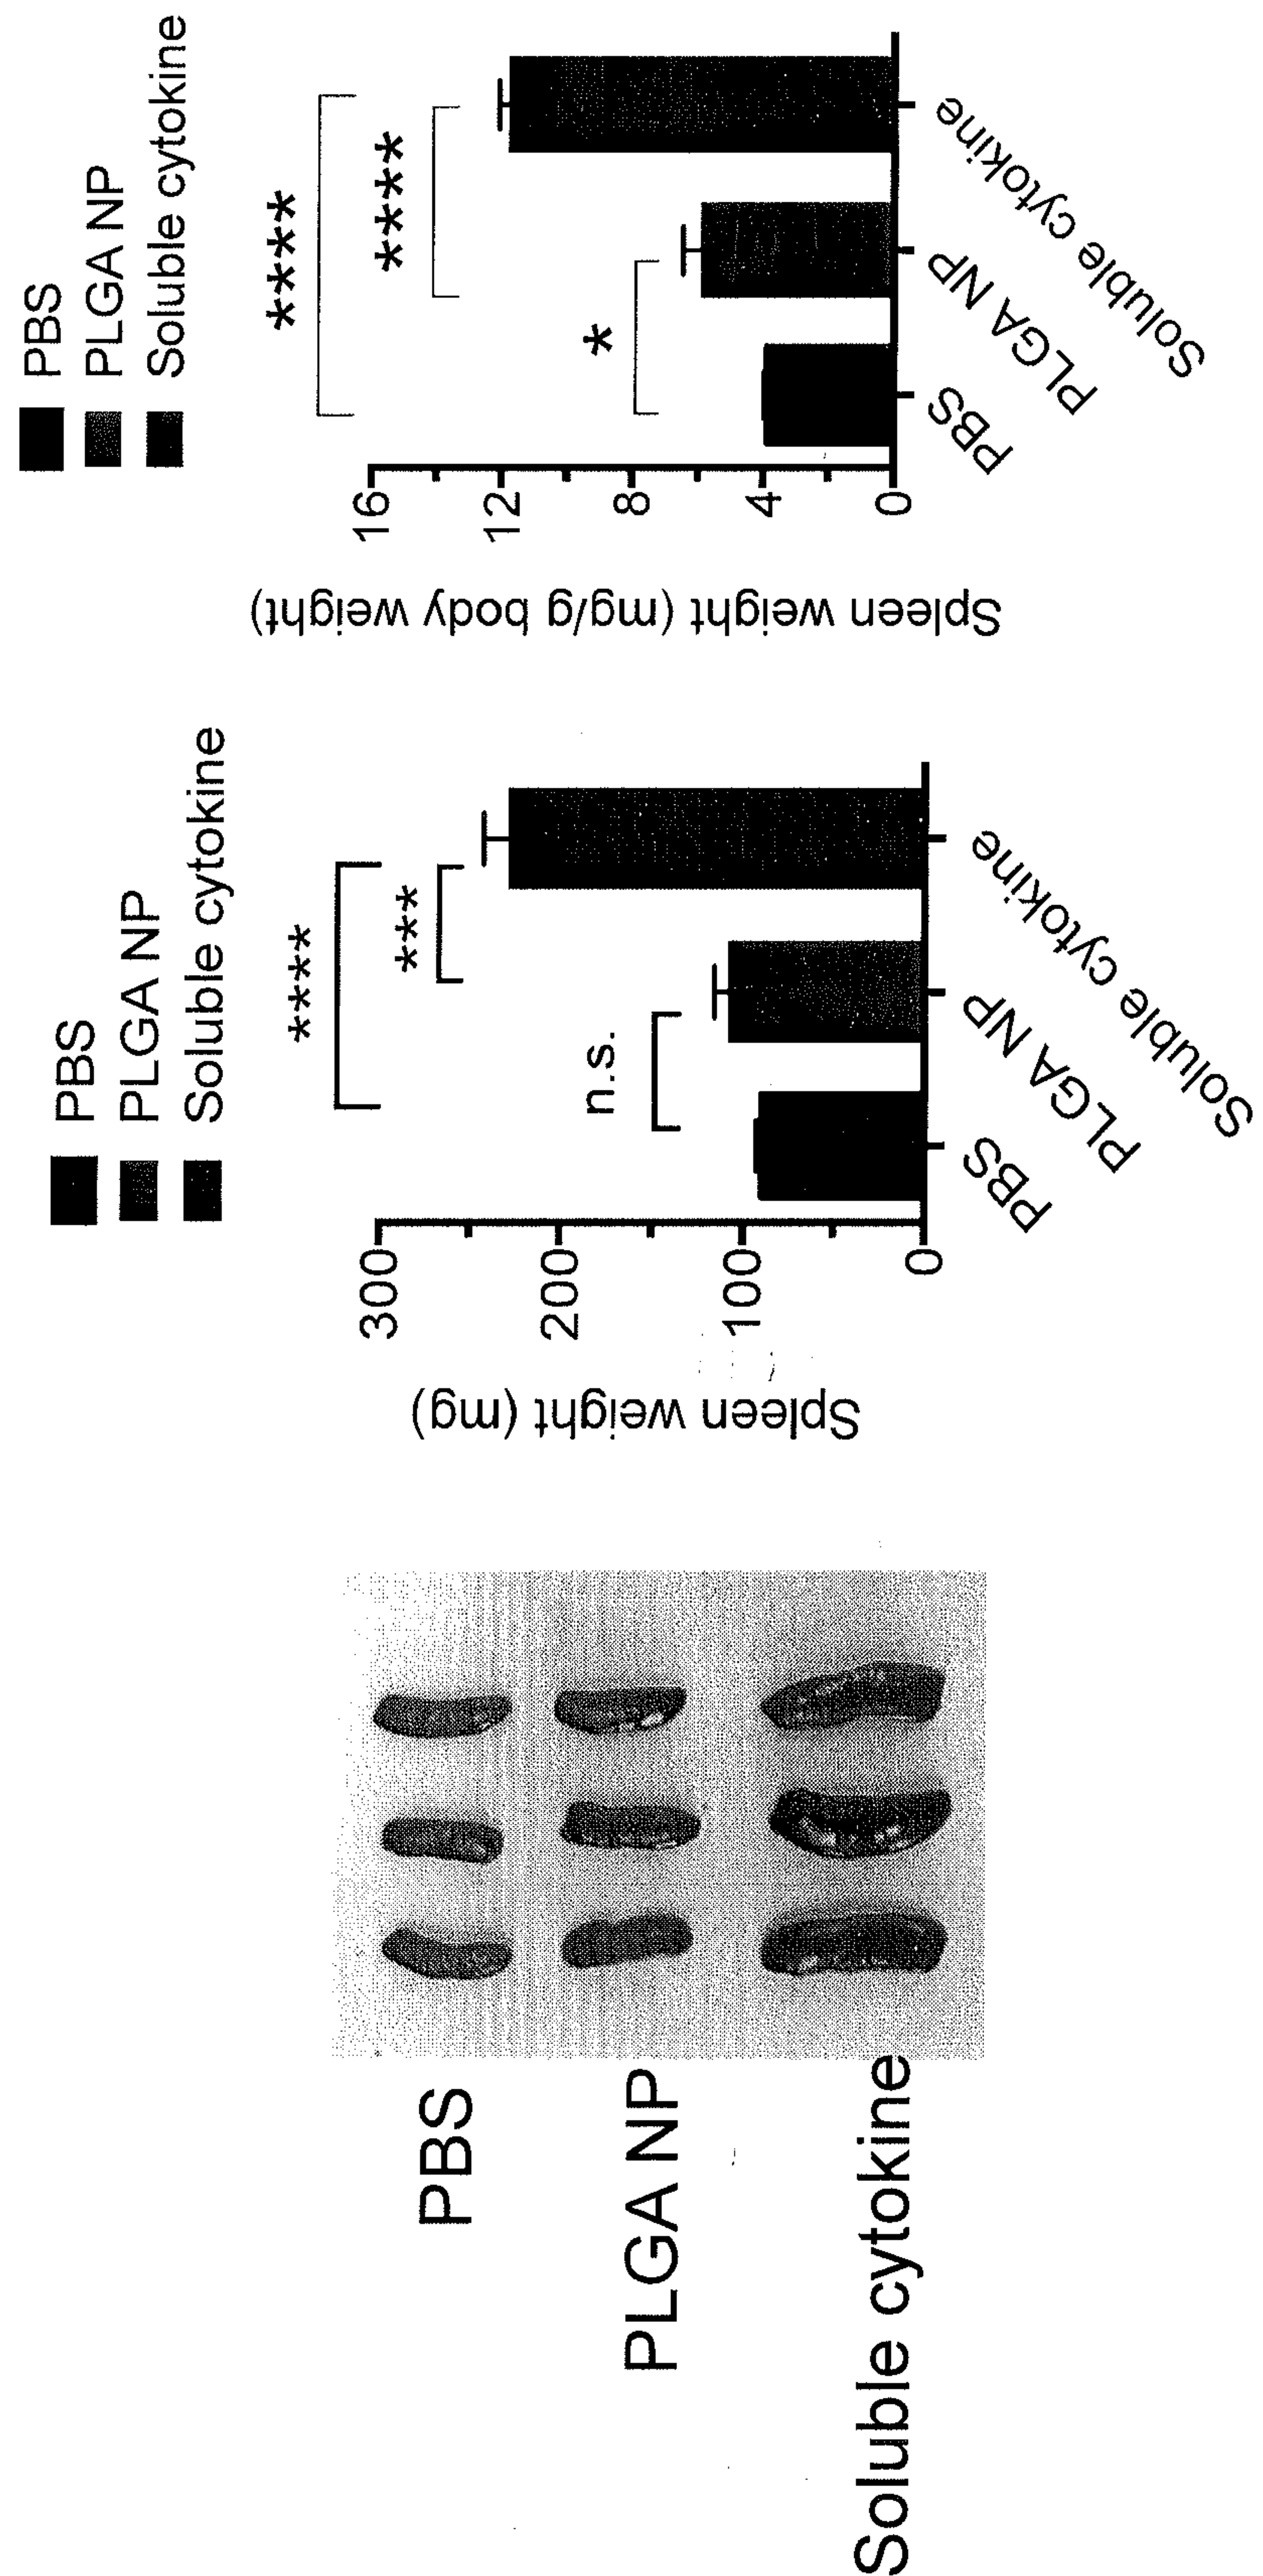 PBS
PLGA NP
Soluble cytokine
PBS
PLGA NP
Soluble cytokine
****
***
n.s.
300
200
100
0
Spleen weight (mg)
PBS
PLGA NP
Soluble cytokine
PBS
PLGA NP
Soluble cytokine
****
****
*
16
12
8
4
0
Spleen weight (mg/g body weight)
PBS
PLGA NP
Soluble cytokine